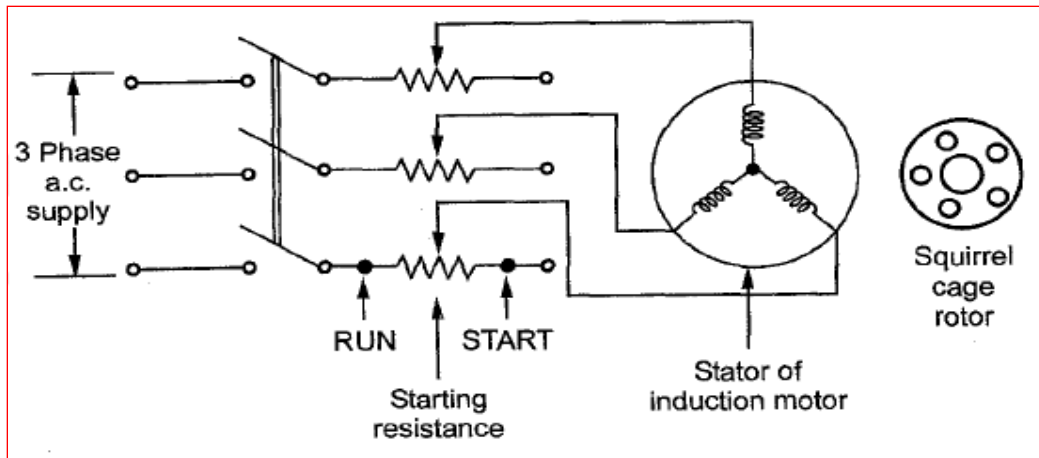 3 Phase
a.c.
supply
RUN
START
Starting
resistance
Stator of
induction motor
Squirrel
cage
rotor